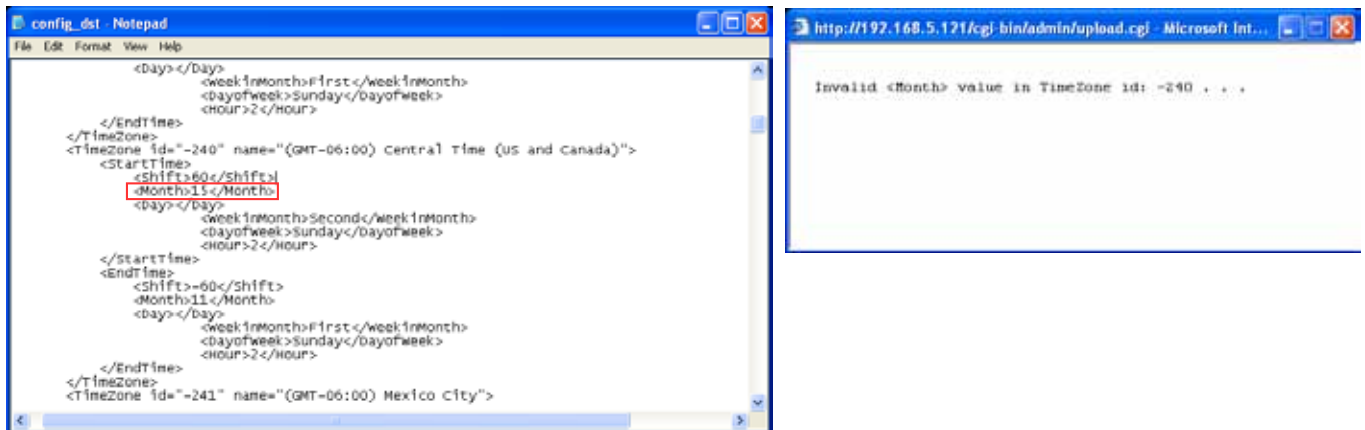 config_dst - Notepad
File Edit Format View Help
<Day></Day>
<WeekInMonth>First</WeekInMonth>
<DayofWeek>Sunday</DayofWeek>
<Hour>2</Hour>
</EndTime>
</TimeZone>
<TimeZone id="-240" name="(GMT-06:00) Central Time (US and Canada)">
<StartTime>
<Shift>60</Shift>
<Month>15</Month>
<Day></Day>
<WeekInMonth>Second</WeekInMonth>
<DayofWeek>Sunday</DayofWeek>
<Hour>2</Hour>
</StartTime>
<EndTime>
<Shift>-60</Shift>
<Month>11</Month>
<Day></Day>
<WeekInMonth>First</WeekInMonth>
<DayofWeek>Sunday</DayofWeek>
<Hour>2</Hour>
</EndTime>
</TimeZone>
<TimeZone id="-241" name="(GMT-06:00) Mexico City">
http://192.168.5.121/cgi-bin/admin/upload.cgi - Microsoft Int...
Invalid <Month> value in TimeZone id: -240 . . .